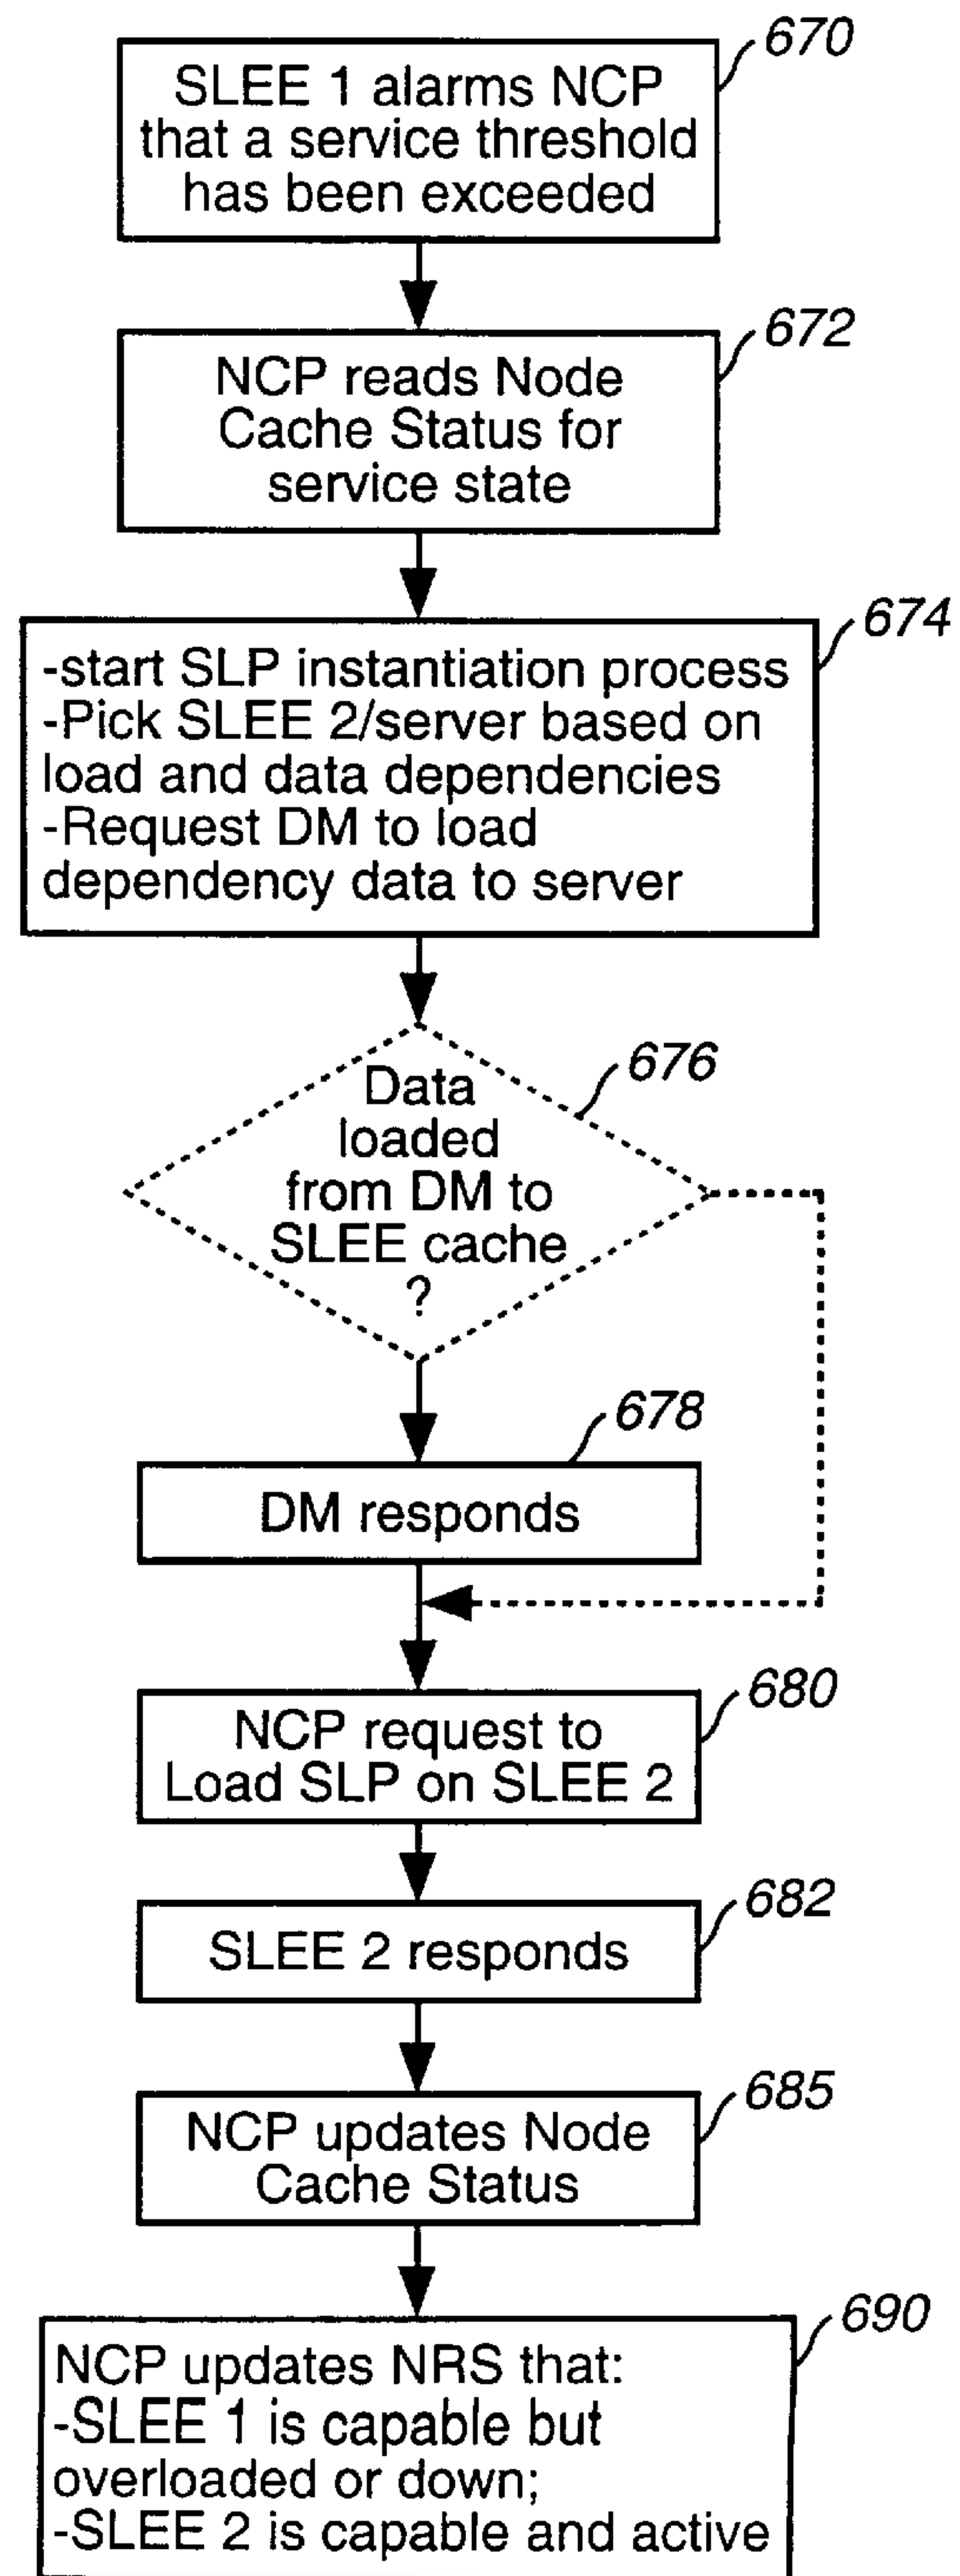 670
SLEE 1 alarms NCP
that a service threshold
has been exceeded
672
NCP reads Node
Cache Status for
service state
674
-start SLP instantiation process
-Pick SLEE 2/server based on
load and data dependencies
-Request DM to load
dependency data to server
676
Data
loaded
from DM to
SLEE cache
?
678
DM responds
680
NCP request to
Load SLP on SLEE 2
682
SLEE 2 responds
685
NCP updates Node
Cache Status
690
NCP updates NRS that:
-SLEE 1 is capable but
overloaded or down;
-SLEE 2 is capable and active